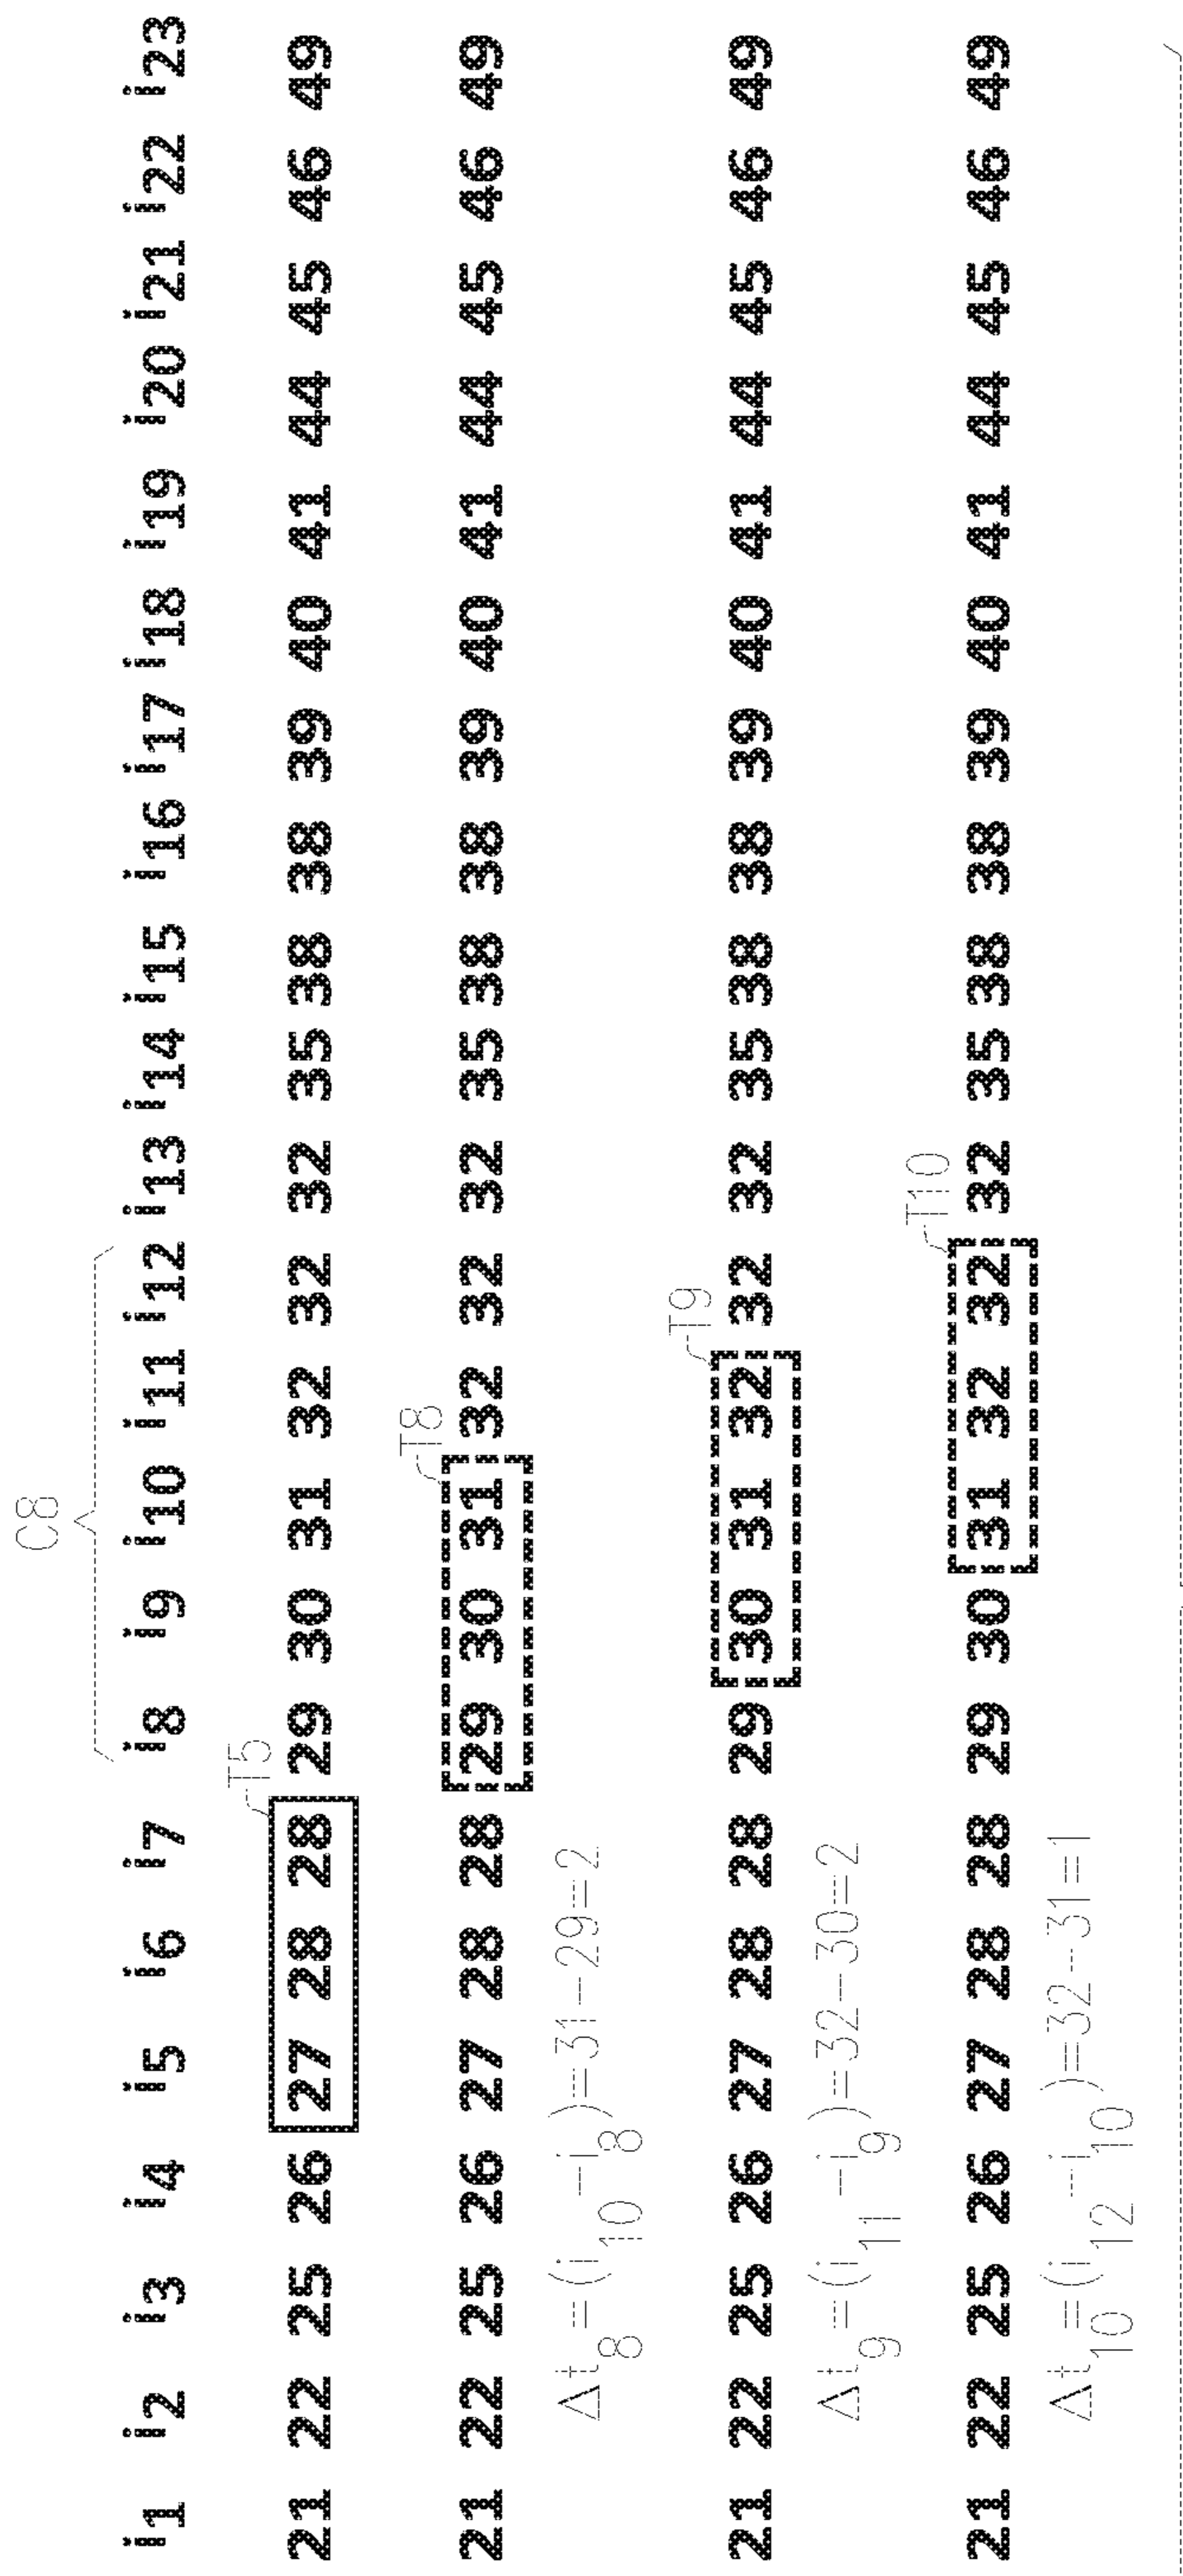 C8
i1 i2 i3 i4 i5 i6 i7 i8 i9 i10 i11 i12 i13 i14 i15 i16 i17 i18 i19 i20 i21 i22 i23
T5
21 22 25 26 27 28 28 29 30 31 32 32 32 35 38 38 39 40 41 44 45 46 49
T8
21 22 25 26 27 28 28 29 30 31 32 32 32 35 38 38 39 40 41 44 45 46 49
Δt8=(i10-i8)=31-29=2
T9
21 22 25 26 27 28 28 29 30 31 32 32 32 35 38 38 39 40 41 44 45 46 49
Δt9=(i11-i9)=32-30=2
T10
21 22 25 26 27 28 28 29 30 31 32 32 32 35 38 38 39 40 41 44 45 46 49
Δt10=(i12-i10)=32-31=1